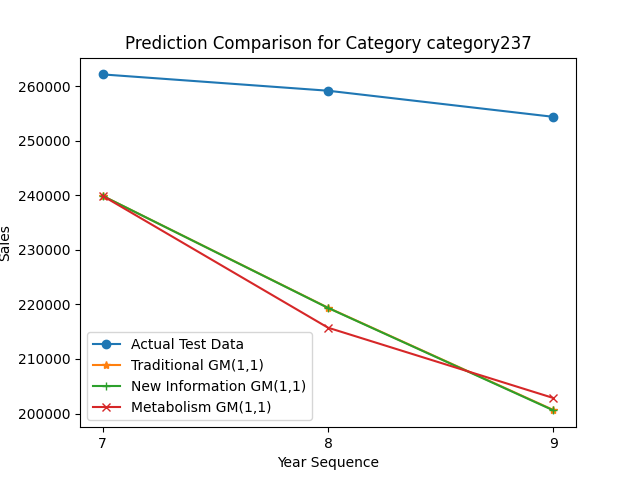 Prediction Comparison for Category category237
260000
250000
240000
230000
220000
210000
200000
Sales
Actual Test Data
Traditional GM(1,1)
New Information GM(1,1)
Metabolism GM(1,1)
7
8
9
Year Sequence